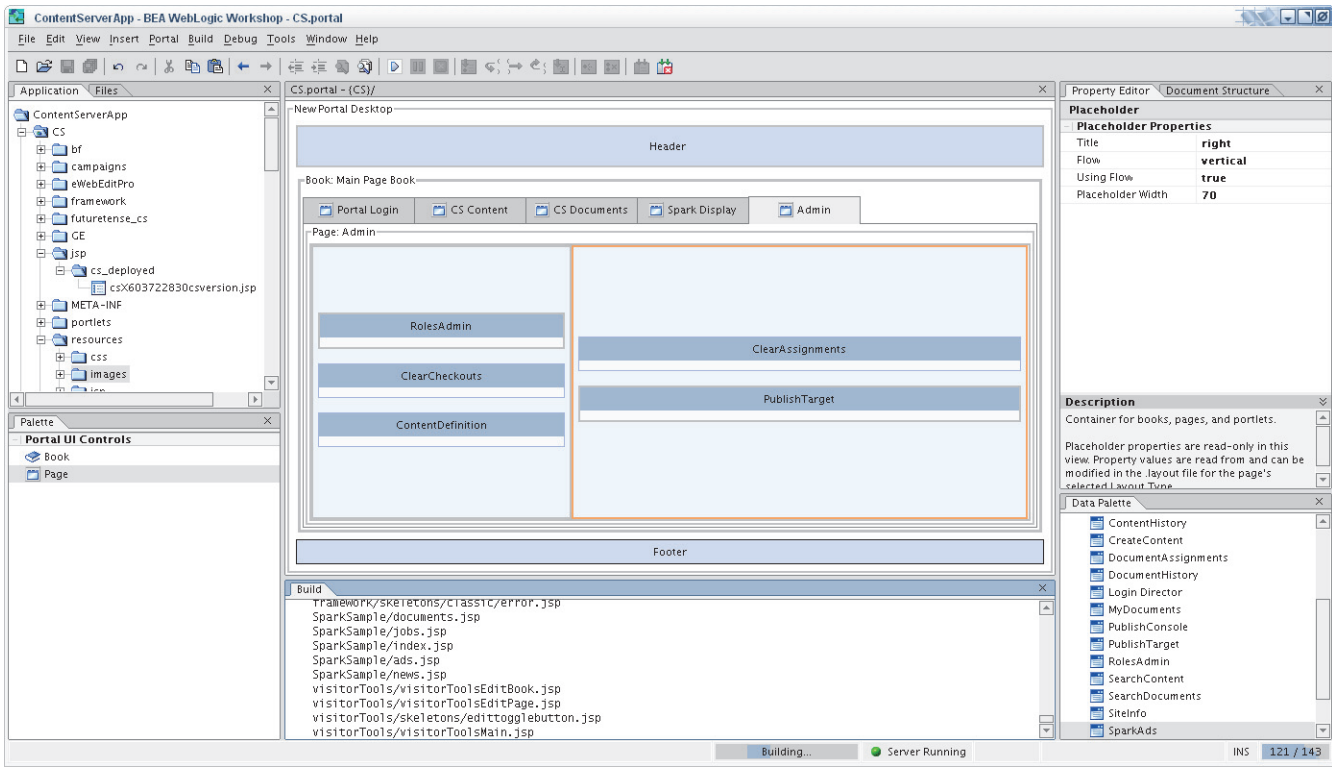 ContentServerApp - BEA WebLogic Workshop - CS.portal
File Edit View Insert Portal Build Debug Tools Window Help
Application Files
ContentServerApp
CS
bf
campaigns
eWebEditPro
framework
futuretense_cs
GE
jsp
cs_deployed
csX603722830csversion.jsp
META-INF
portlets
resources
css
images
jsp
Palette
Portal UI Controls
Book
Page
CS.portal - {CS}/
New Portal Desktop
Header
Book: Main Page Book
Portal Login CS Content CS Documents Spark Display Admin
Page: Admin
RolesAdmin
ClearCheckouts
ContentDefinition
ClearAssignments
PublishTarget
Footer
Build
framework/skeletons/classic/error.jsp
SparkSample/documents.jsp
SparkSample/jobs.jsp
SparkSample/index.jsp
SparkSample/ads.jsp
SparkSample/news.jsp
visitorTools/visitorToolsEditBook.jsp
visitorTools/visitorToolsEditPage.jsp
visitorTools/skeletons/edittogglebutton.jsp
visitorTools/visitorToolsMain.jsp
Property Editor Document Structure
Placeholder
Placeholder Properties
Title right
Flow vertical
Using Flow true
Placeholder Width 70
Description
Container for books, pages, and portlets.
Placeholder properties are read-only in this
view. Property values are read from and can be
modified in the .layout file for the page's
selected Layout Type
Data Palette
ContentHistory
CreateContent
DocumentAssignments
DocumentHistory
Login Director
MyDocuments
PublishConsole
PublishTarget
RolesAdmin
SearchContent
SearchDocuments
SiteInfo
SparkAds
Building... Server Running INS 121 / 143